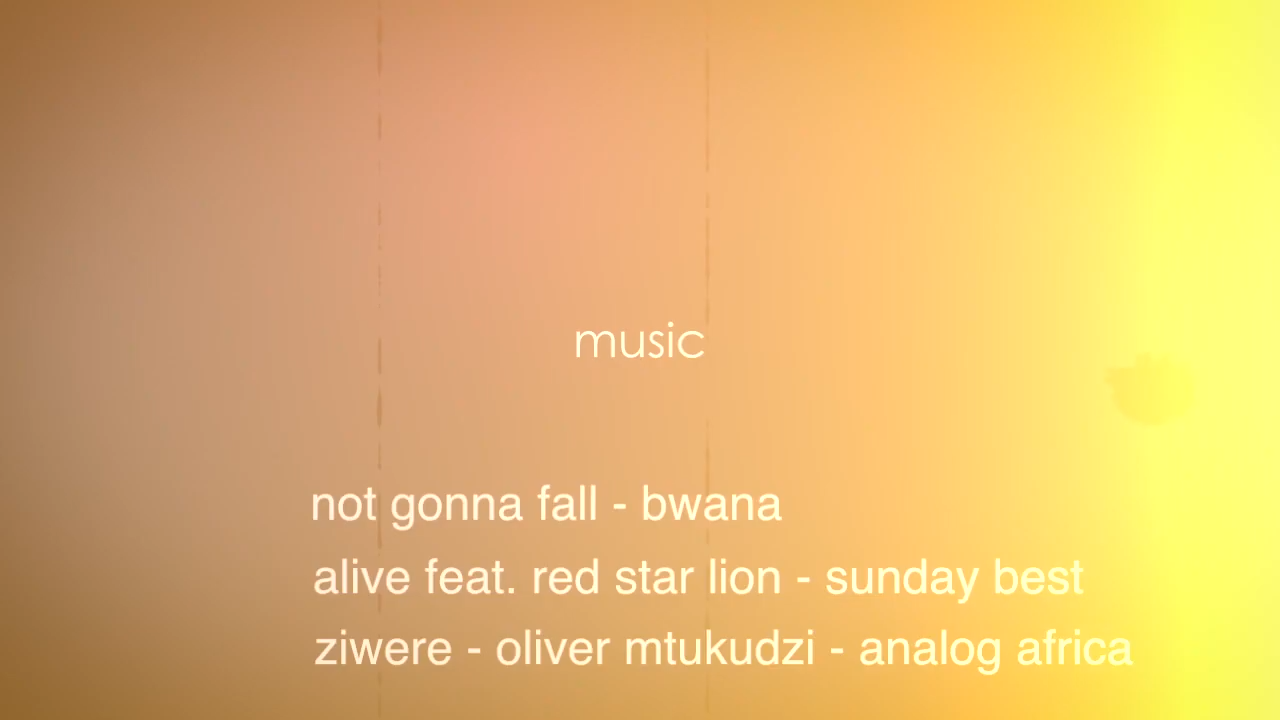 music
not gonna fall - bwana
alive feat. red star lion - sunday best
ziwere - oliver mtukudzi - analog africa